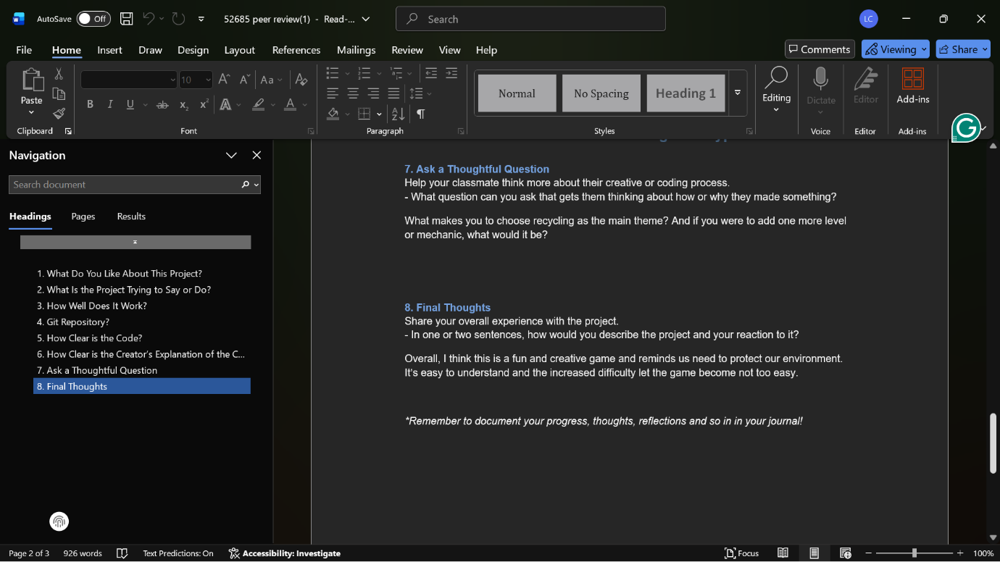 AutoSave Off 52685 peer review(1) - Read-... Search LC
File Home Insert Draw Design Layout References Mailings Review View Help Comments Viewing Share
Paste
10
Aa
B I U ab x₂ x² A A
Clipboard Font Paragraph Styles Voice Editor Add-ins
Normal No Spacing Heading 1
Editing Dictate Editor Add-ins
Navigation
Search document
Headings Pages Results
1. What Do You Like About This Project?
2. What Is the Project Trying to Say or Do?
3. How Well Does It Work?
4. Git Repository?
5. How Clear is the Code?
6. How Clear is the Creator's Explanation of the C...
7. Ask a Thoughtful Question
8. Final Thoughts
7. Ask a Thoughtful Question
Help your classmate think more about their creative or coding process.
- What question can you ask that gets them thinking about how or why they made something?
What makes you to choose recycling as the main theme? And if you were to add one more level
or mechanic, what would it be?
8. Final Thoughts
Share your overall experience with the project.
- In one or two sentences, how would you describe the project and your reaction to it?
Overall, I think this is a fun and creative game and reminds us need to protect our environment.
It's easy to understand and the increased difficulty let the game become not too easy.
*Remember to document your progress, thoughts, reflections and so in in your journal!
Page 2 of 3 926 words Text Predictions: On Accessibility: Investigate Focus 100%